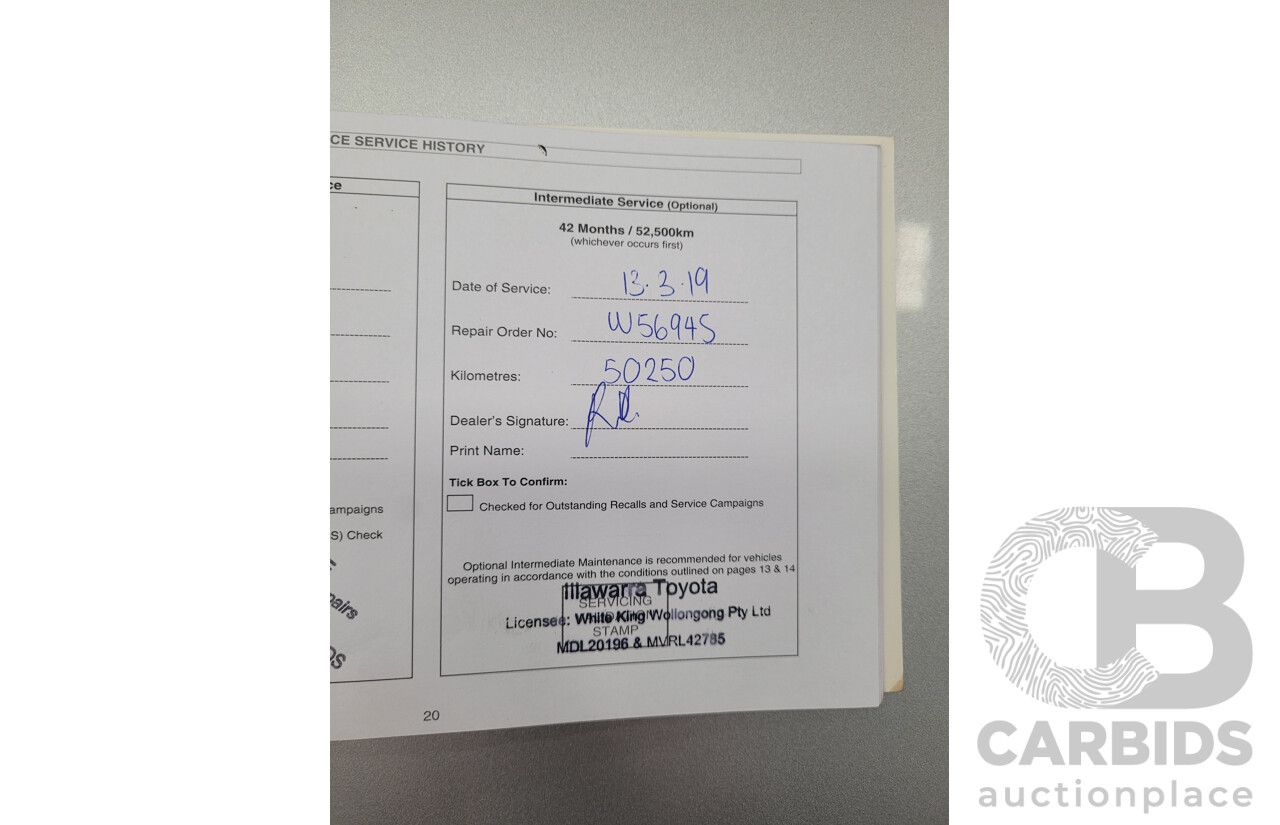 CE SERVICE HISTORY
ce
ampaigns
S) Check
pairs
Intermediate Service (Optional)
42 Months / 52,500km
(whichever occurs first)
Date of Service: 13.3.19
Repair Order No: W56945
Kilometres: 50250
Dealer's Signature:
Print Name:
Tick Box To Confirm:
Checked for Outstanding Recalls and Service Campaigns
Optional Intermediate Maintenance is recommended for vehicles
operating in accordance with the conditions outlined on pages 13 & 14
Illawarra Toyota
SERVICING
Licensee: White King Wollongong Pty Ltd
STAMP
MDL20196 & MVRL42785
20
CB
CARBIDS
auctionplace